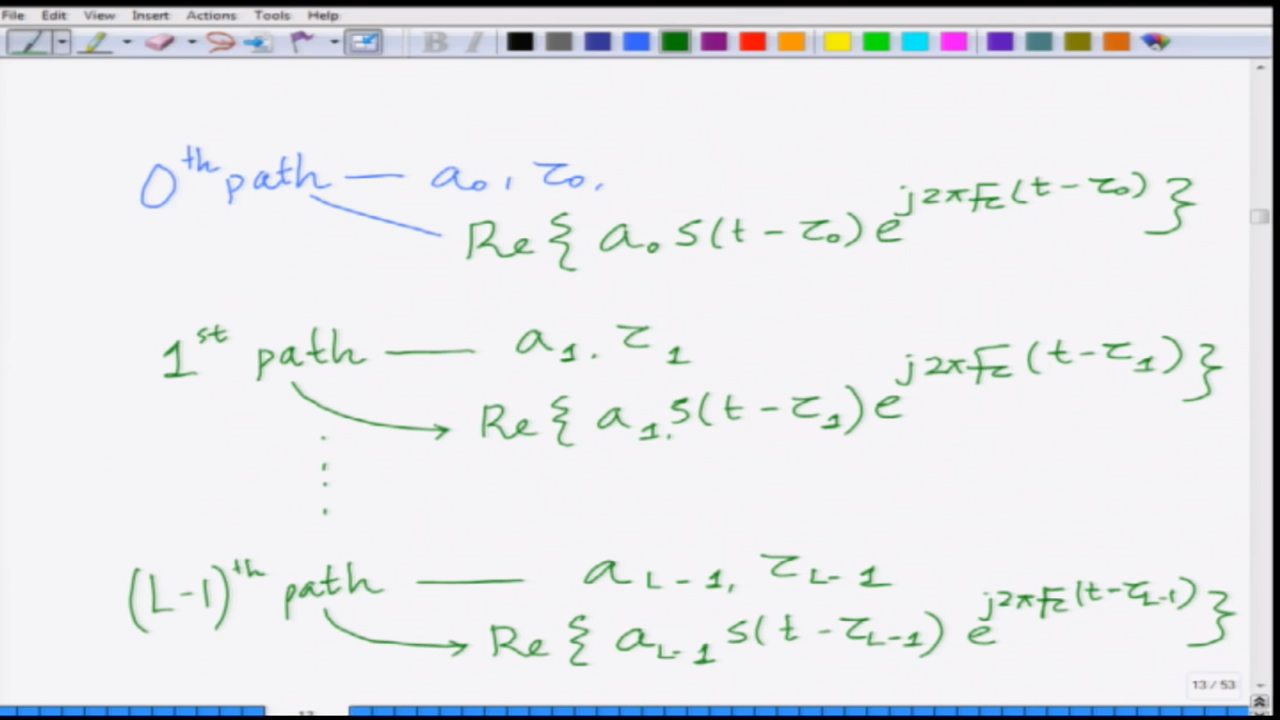 File Edit View Insert Actions Tools Help
B I
0th path — a0, τ0,
Re{ a0 s(t − τ0) e^{j2πFc(t − τ0)} }
1st path — a1, τ1
Re{ a1 s(t − τ1) e^{j2πFc(t − τ1)} }
⋮
(L-1)th path — aL−1, τL−1
Re{ aL-1 s(t − τL−1) e^{j2πFc(t − τL-1)} }
13 / 53